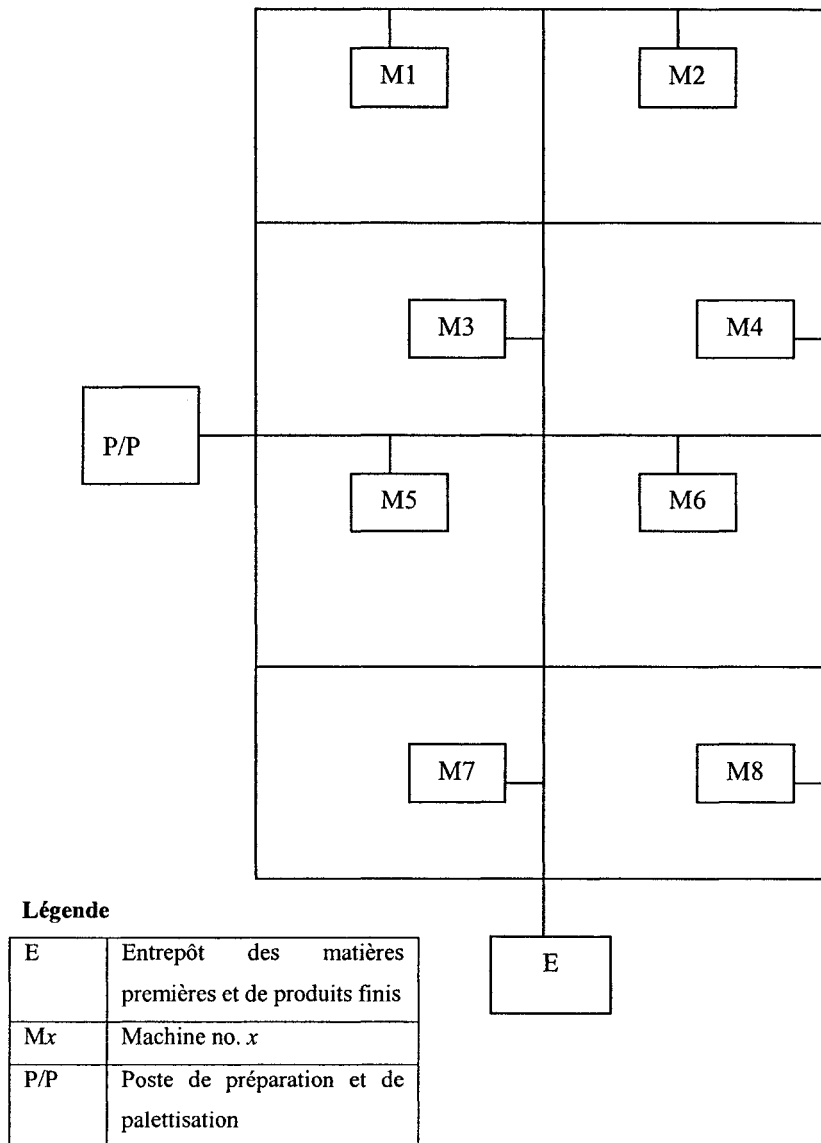 M1
M2
M3
M4
P/P
M5
M6
M7
M8
E
Légende
E
Entrepôt des matières
premières et de produits finis
Mx
Machine no. x
P/P
Poste de préparation et de
palettisation